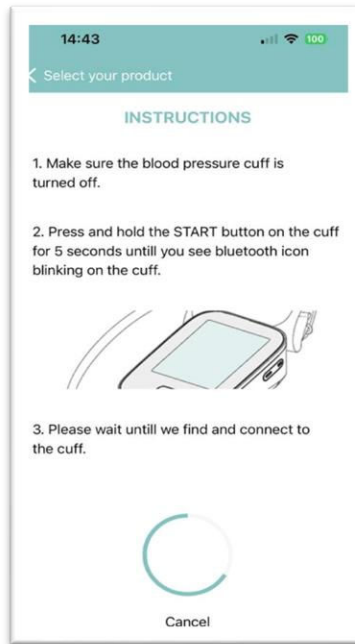 14:43
100
Select your product
INSTRUCTIONS
1. Make sure the blood pressure cuff is
turned off.
2. Press and hold the START button on the cuff
for 5 seconds untill you see bluetooth icon
blinking on the cuff.
3. Please wait untill we find and connect to
the cuff.
Cancel